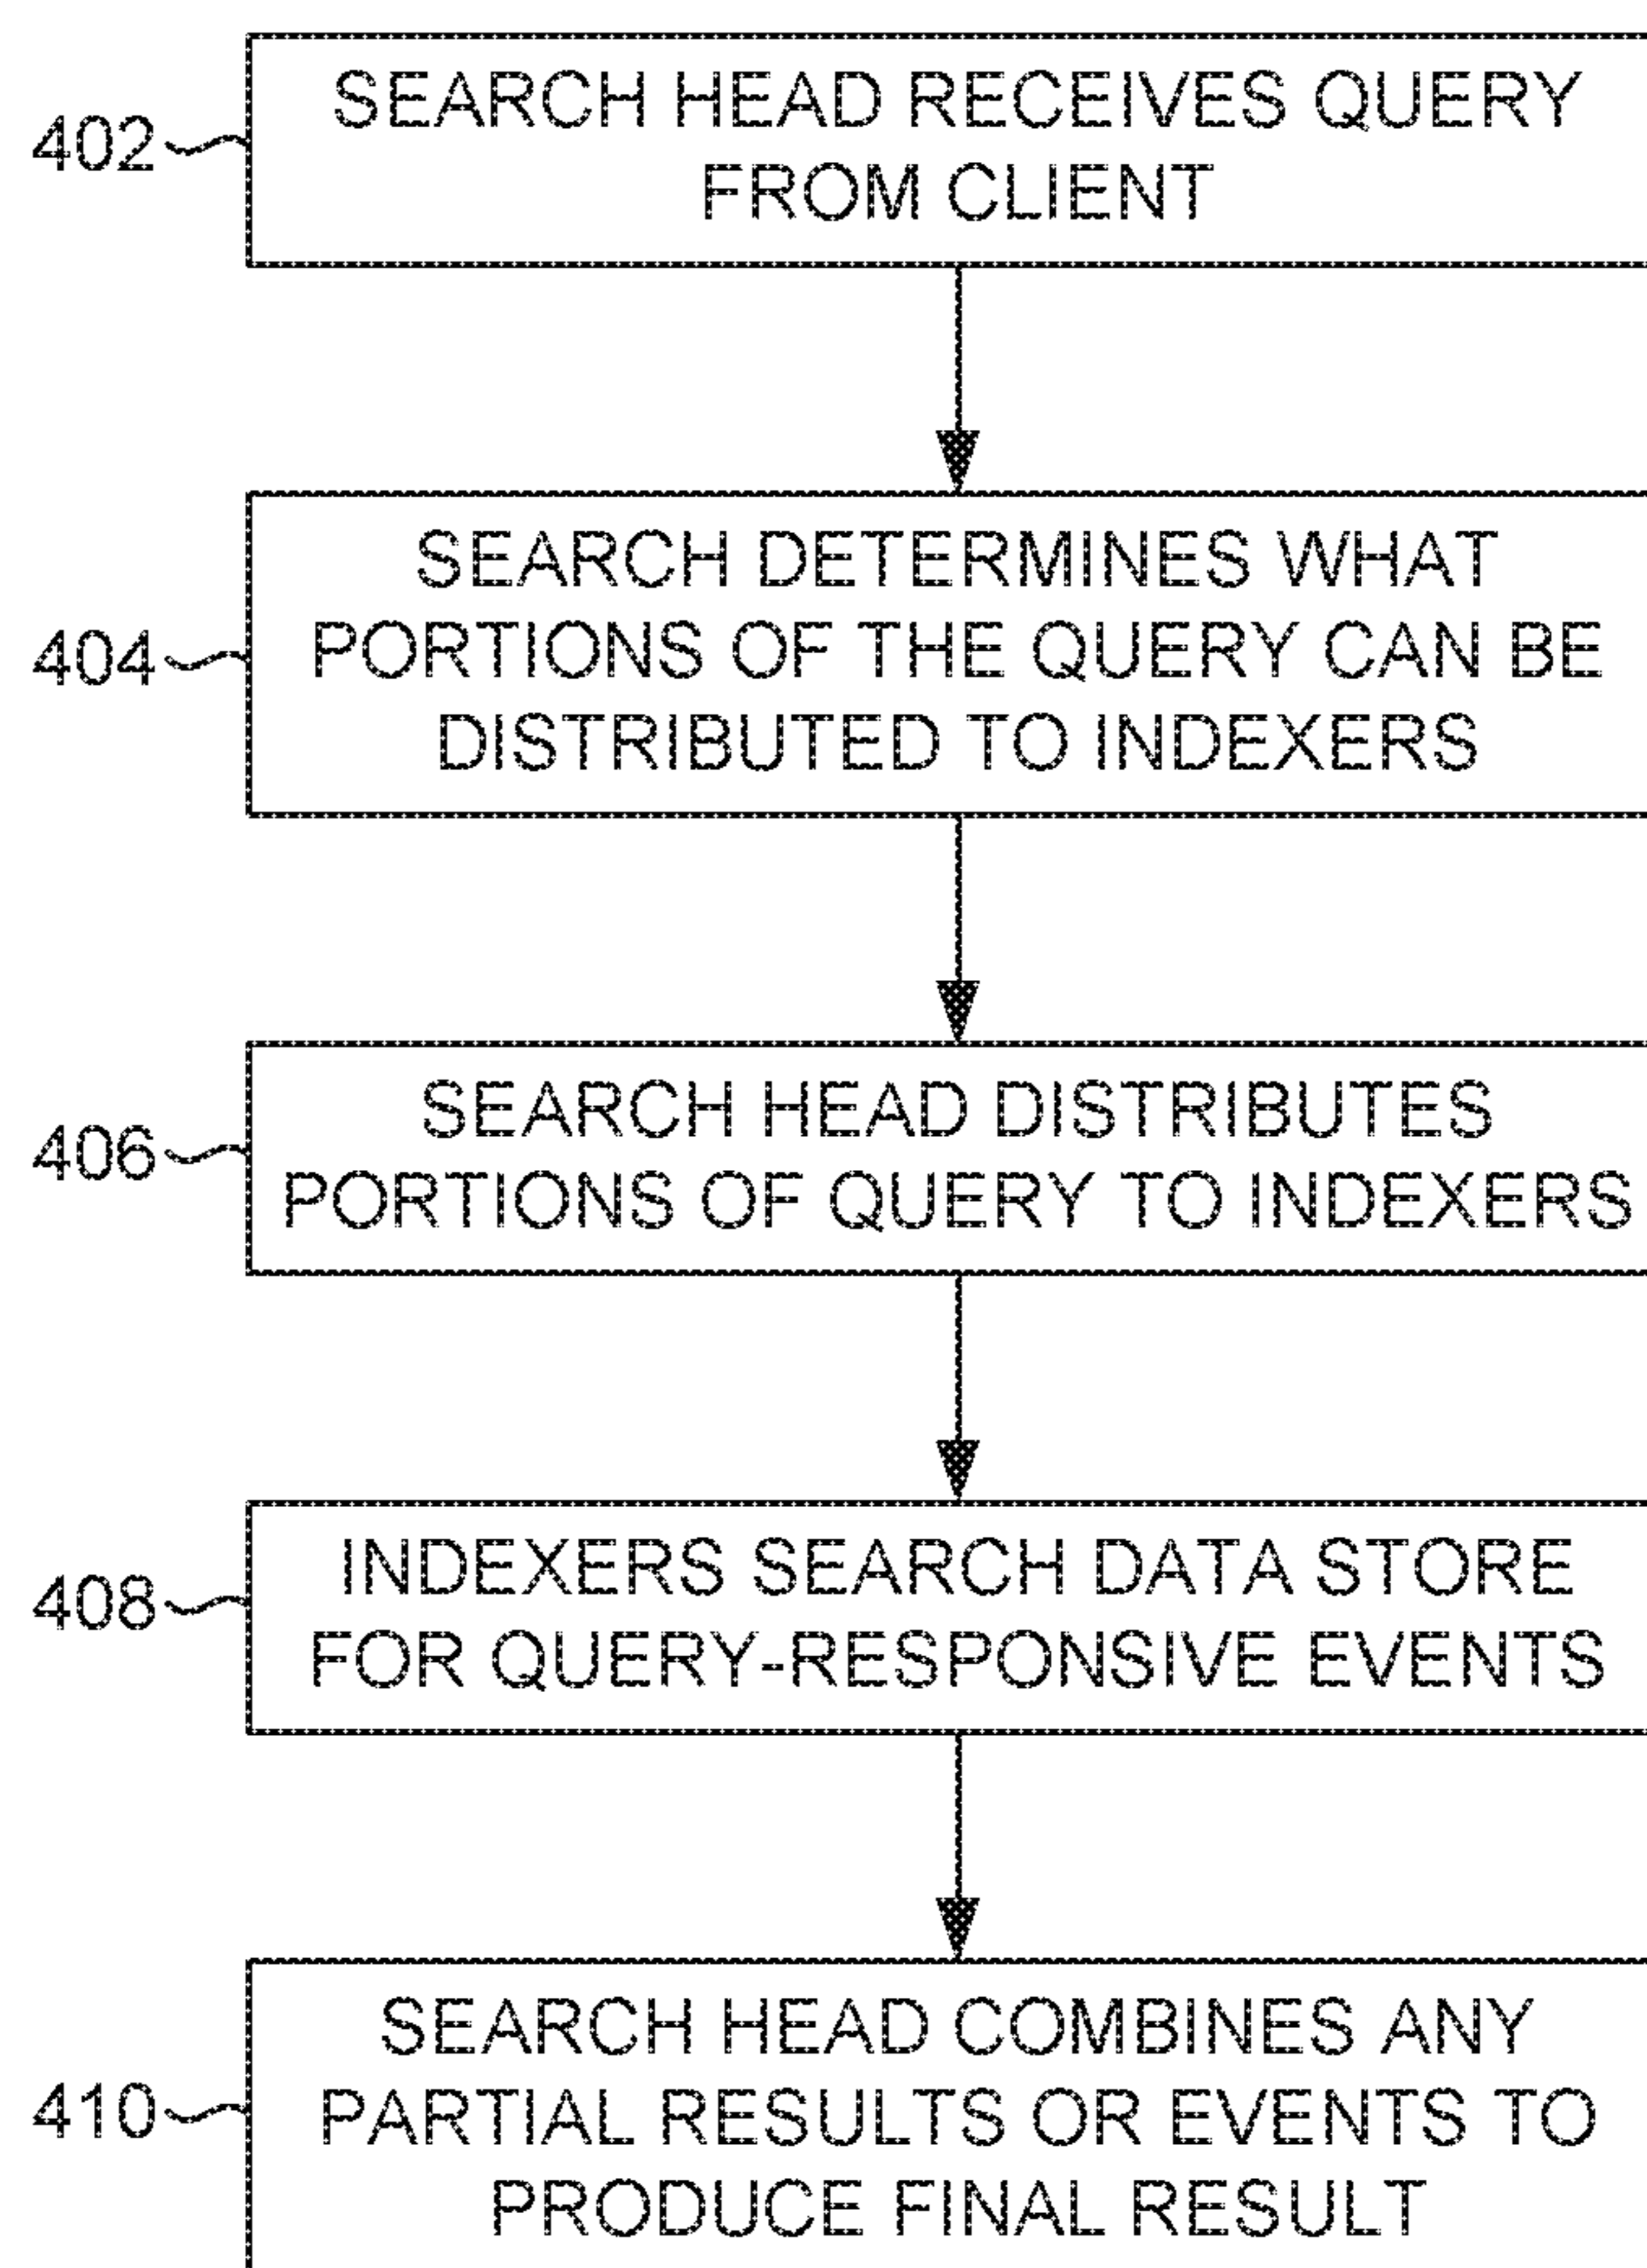 402
SEARCH HEAD RECEIVES QUERY
FROM CLIENT
404
SEARCH DETERMINES WHAT
PORTIONS OF THE QUERY CAN BE
DISTRIBUTED TO INDEXERS
406
SEARCH HEAD DISTRIBUTES
PORTIONS OF QUERY TO INDEXERS
408
INDEXERS SEARCH DATA STORE
FOR QUERY-RESPONSIVE EVENTS
410
SEARCH HEAD COMBINES ANY
PARTIAL RESULTS OR EVENTS TO
PRODUCE FINAL RESULT